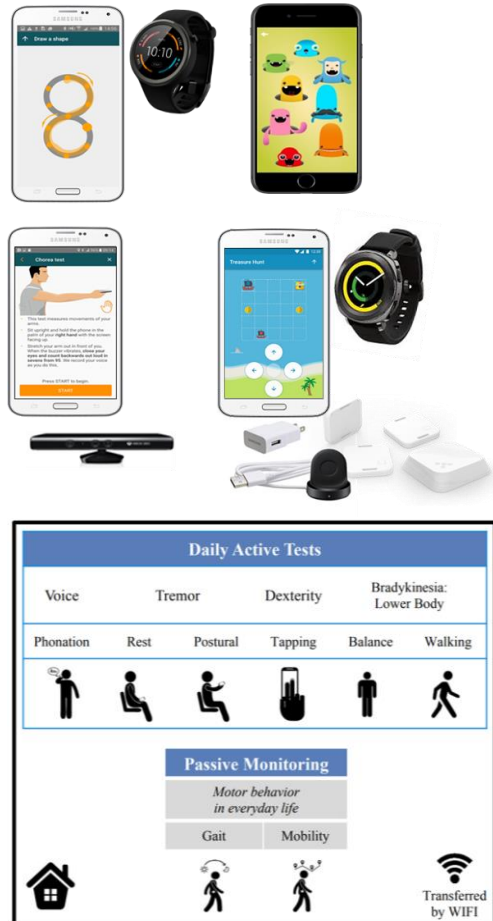 SAMSUNG
Draw a shape
10:10
SAMSUNG
Chorea test
This test measures movements of your
arms.
Sit upright and hold the phone in the
palm of your right hand with the screen
facing up.
Stretch your arm out in front of you.
When the buzzer vibrates, close your
eyes and count backwards out loud in
sevens from 95. We record your voice
as you do this.
Press START to begin.
START
SAMSUNG
Treasure Hunt
Daily Active Tests
Voice Tremor Dexterity Bradykinesia:
Lower Body
Phonation Rest Postural Tapping Balance Walking
Passive Monitoring
Motor behavior
in everyday life
Gait Mobility
Transferred
by WIFI